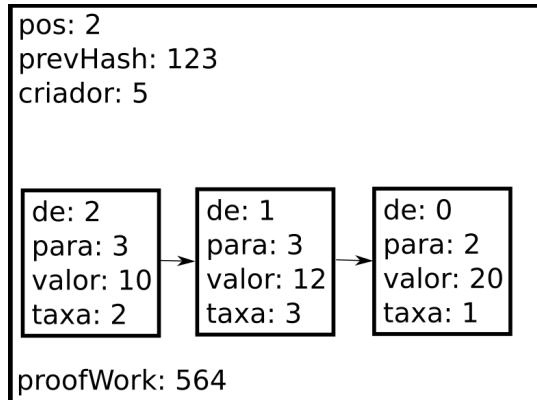 pos: 2
prevHash: 123
criador: 5
de: 2
para: 3
valor: 10
taxa: 2
de: 1
para: 3
valor: 12
taxa: 3
de: 0
para: 2
valor: 20
taxa: 1
proofWork: 564